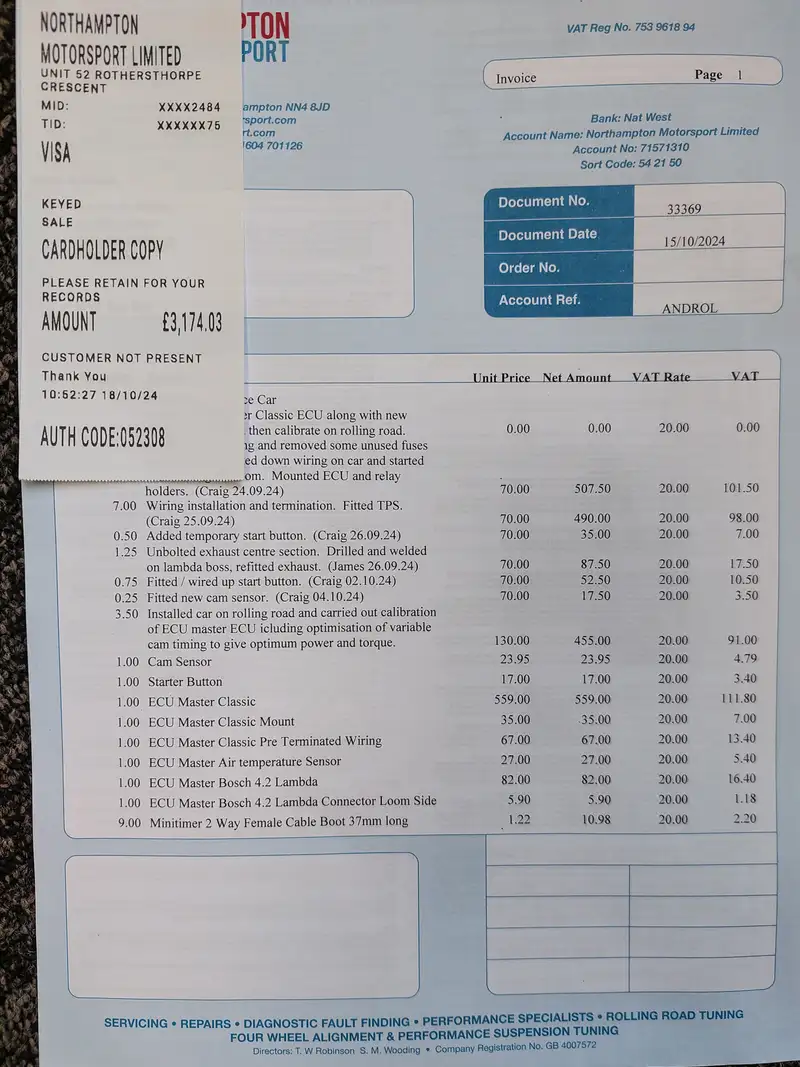 NORTHAMPTON
MOTORSPORT LIMITED
UNIT 52 ROTHERSTHORPE
CRESCENT
MID: XXXX2484
TID: XXXXXX75
VISA
KEYED
SALE
CARDHOLDER COPY
PLEASE RETAIN FOR YOUR
RECORDS
AMOUNT £3,174.03
CUSTOMER NOT PRESENT
Thank You
10:52:27 18/10/24
AUTH CODE:052308
PTON
PORT
NN4 8JD
604 701126
VAT Reg No. 753 9618 94
Invoice Page 1
Bank: Nat West
Account Name: Northampton Motorsport Limited
Account No: 71571310
Sort Code: 54 21 50
Document No. 33369
Document Date 15/10/2024
Order No.
Account Ref. ANDROL
Unit Price Net Amount VAT Rate VAT
Car
Classic ECU along with new
then calibrate on rolling road. 0.00 0.00 20.00 0.00
and removed some unused fuses
down wiring on car and started
Mounted ECU and relay
holders. (Craig 24.09.24) 70.00 507.50 20.00 101.50
7.00 Wiring installation and termination. Fitted TPS.
(Craig 25.09.24) 70.00 490.00 20.00 98.00
0.50 Added temporary start button. (Craig 26.09.24) 70.00 35.00 20.00 7.00
1.25 Unbolted exhaust centre section. Drilled and welded
on lambda boss, refitted exhaust. (James 26.09.24) 70.00 87.50 20.00 17.50
0.75 Fitted / wired up start button. (Craig 02.10.24) 70.00 52.50 20.00 10.50
0.25 Fitted new cam sensor. (Craig 04.10.24) 70.00 17.50 20.00 3.50
3.50 Installed car on rolling road and carried out calibration
of ECU master ECU icluding optimisation of variable
cam timing to give optimum power and torque. 130.00 455.00 20.00 91.00
1.00 Cam Sensor 23.95 23.95 20.00 4.79
1.00 Starter Button 17.00 17.00 20.00 3.40
1.00 ECU Master Classic 559.00 559.00 20.00 111.80
1.00 ECU Master Classic Mount 35.00 35.00 20.00 7.00
1.00 ECU Master Classic Pre Terminated Wiring 67.00 67.00 20.00 13.40
1.00 ECU Master Air temperature Sensor 27.00 27.00 20.00 5.40
1.00 ECU Master Bosch 4.2 Lambda 82.00 82.00 20.00 16.40
1.00 ECU Master Bosch 4.2 Lambda Connector Loom Side 5.90 5.90 20.00 1.18
9.00 Minitimer 2 Way Female Cable Boot 37mm long 1.22 10.98 20.00 2.20
SERVICING • REPAIRS • DIAGNOSTIC FAULT FINDING • PERFORMANCE SPECIALISTS • ROLLING ROAD TUNING
FOUR WHEEL ALIGNMENT & PERFORMANCE SUSPENSION TUNING
Directors: T. W Robinson S. M. Wooding • Company Registration No. GB 4007572